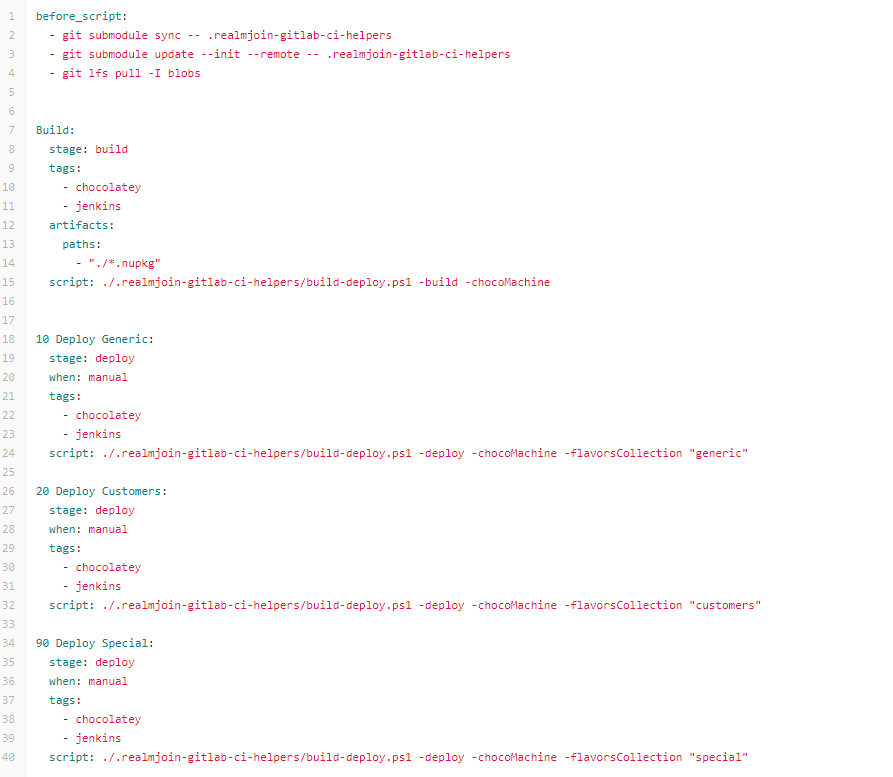 1 before_script:
2   - git submodule sync -- .realmjoin-gitlab-ci-helpers
3   - git submodule update --init --remote -- .realmjoin-gitlab-ci-helpers
4   - git lfs pull -I blobs
5
6
7 Build:
8   stage: build
9   tags:
10     - chocolatey
11     - jenkins
12   artifacts:
13     paths:
14       - "./*.nupkg"
15   script: ./.realmjoin-gitlab-ci-helpers/build-deploy.ps1 -build -chocoMachine
16
17
18 10 Deploy Generic:
19   stage: deploy
20   when: manual
21   tags:
22     - chocolatey
23     - jenkins
24   script: ./.realmjoin-gitlab-ci-helpers/build-deploy.ps1 -deploy -chocoMachine -flavorsCollection "generic"
25
26 20 Deploy Customers:
27   stage: deploy
28   when: manual
29   tags:
30     - chocolatey
31     - jenkins
32   script: ./.realmjoin-gitlab-ci-helpers/build-deploy.ps1 -deploy -chocoMachine -flavorsCollection "customers"
33
34 90 Deploy Special:
35   stage: deploy
36   when: manual
37   tags:
38     - chocolatey
39     - jenkins
40   script: ./.realmjoin-gitlab-ci-helpers/build-deploy.ps1 -deploy -chocoMachine -flavorsCollection "special"